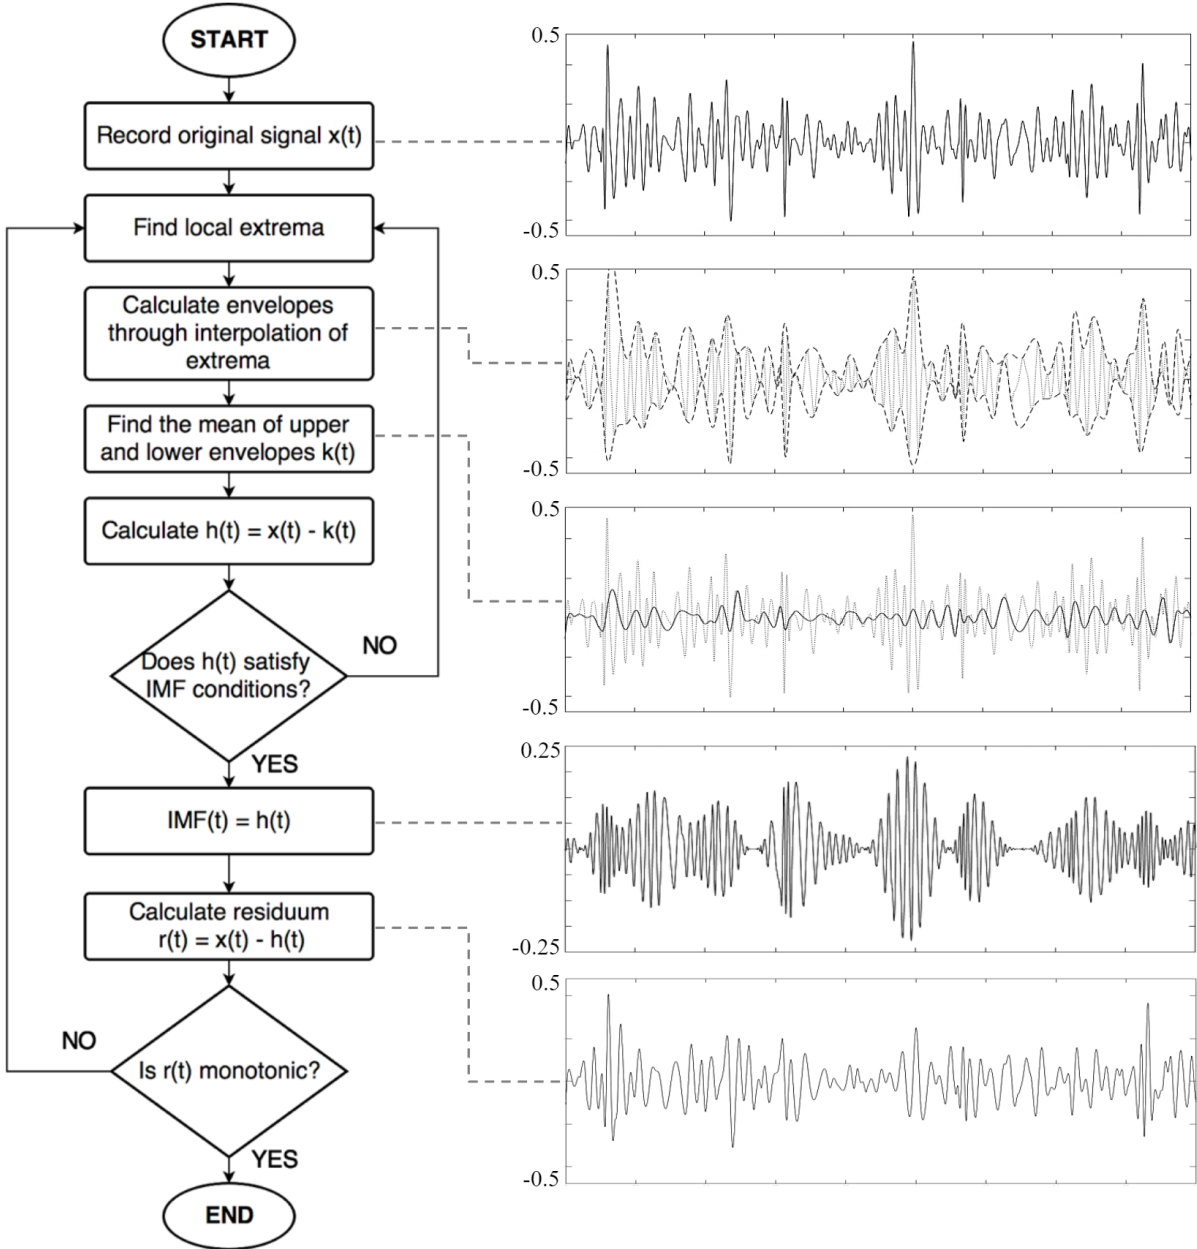 START
Record original signal x(t)
Find local extrema
Calculate envelopes
through interpolation of
extrema
Find the mean of upper
and lower envelopes k(t)
Calculate h(t) = x(t) - k(t)
Does h(t) satisfy
IMF conditions?
NO
YES
IMF(t) = h(t)
Calculate residuum
r(t) = x(t) - h(t)
NO
Is r(t) monotonic?
YES
END
0.5
-0.5
0.5
-0.5
0.5
-0.5
0.25
-0.25
0.5
-0.5